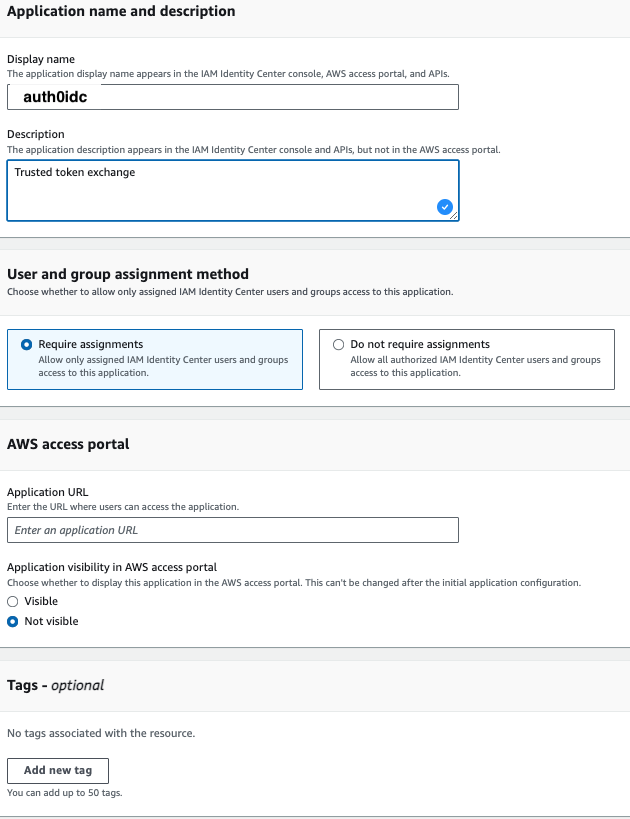 Application name and description
Display name
The application display name appears in the IAM Identity Center console, AWS access portal, and APIs.
auth0idc
Description
The application description appears in the IAM Identity Center console and APIs, but not in the AWS access portal.
Trusted token exchange
User and group assignment method
Choose whether to allow only assigned IAM Identity Center users and groups access to this application.
Require assignments
Allow only assigned IAM Identity Center users and groups
access to this application.
Do not require assignments
Allow all authorized IAM Identity Center users and groups
access to this application.
AWS access portal
Application URL
Enter the URL where users can access the application.
Enter an application URL
Application visibility in AWS access portal
Choose whether to display this application in the AWS access portal. This can't be changed after the initial application configuration.
Visible
Not visible
Tags - optional
No tags associated with the resource.
Add new tag
You can add up to 50 tags.